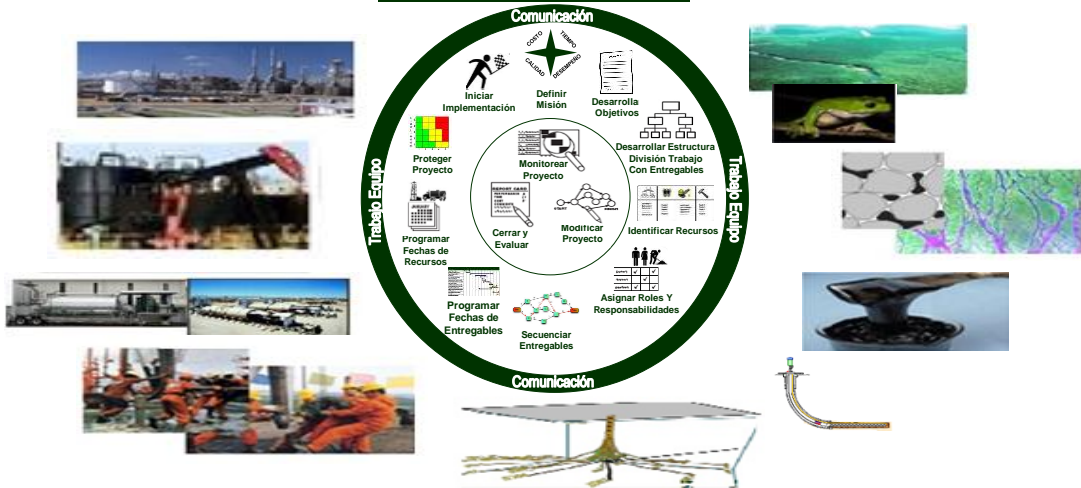 Comunicación
COSTO
TIEMPO
CALIDAD
DESEMPEÑO
Iniciar
Implementación
Definir
Misión
Desarrolla
Objetivos
Proteger
Proyecto
Monitorear
Proyecto
Desarrollar Estructura
División Trabajo
Con Entregables
Trabajo Equipo
Trabajo Equipo
REPORT CARD
START
Programar
Fechas de
Recursos
Cerrar y
Evaluar
Modificar
Proyecto
Identificar Recursos
Programar
Fechas de
Entregables
Secuenciar
Entregables
Asignar Roles Y
Responsabilidades
Comunicación